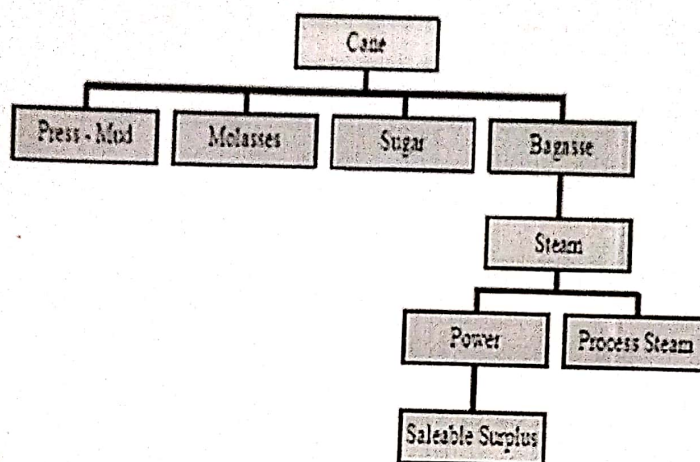 Cane
Press - Mud
Molasses
Sugar
Bagasse
Steam
Power
Process Steam
Saleable Surplus